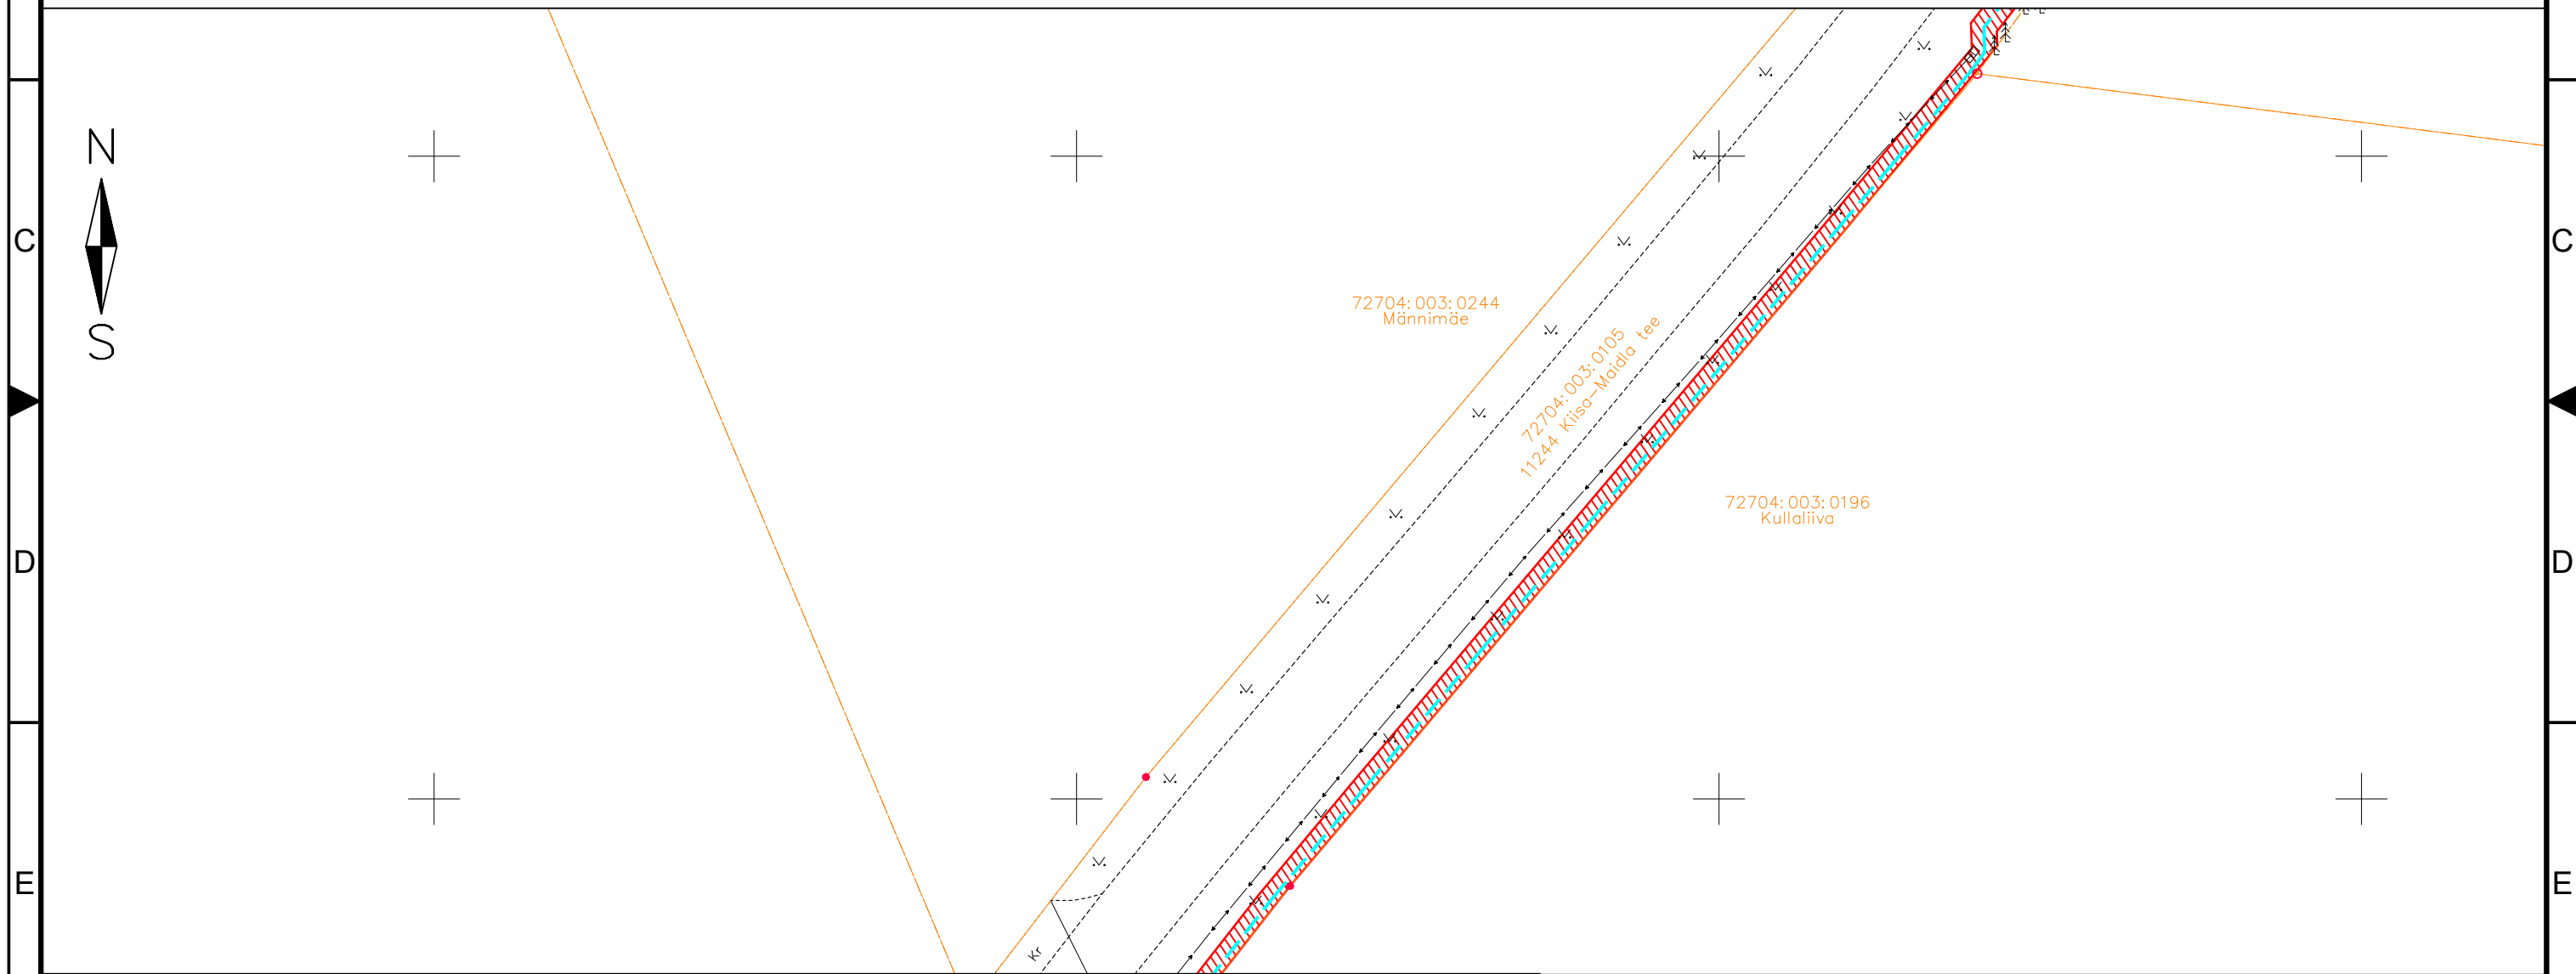 N
C
C
S
72704:003:0244
Männimäe
72704:003:0105
11244 Kiisa-Maidla tee
72704:003:0196
Kullaliiva
D
D
E
E
Kr